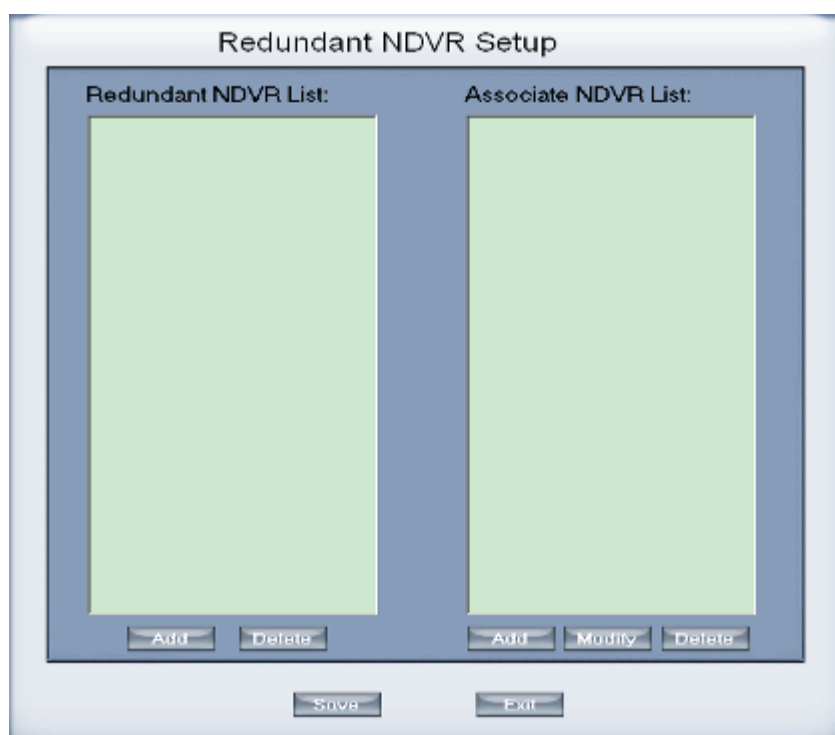 Redundant NDVR Setup
Redundant NDVR List:
Associate NDVR List:
Add
Delete
Add
Modify
Delete
Save
Exit